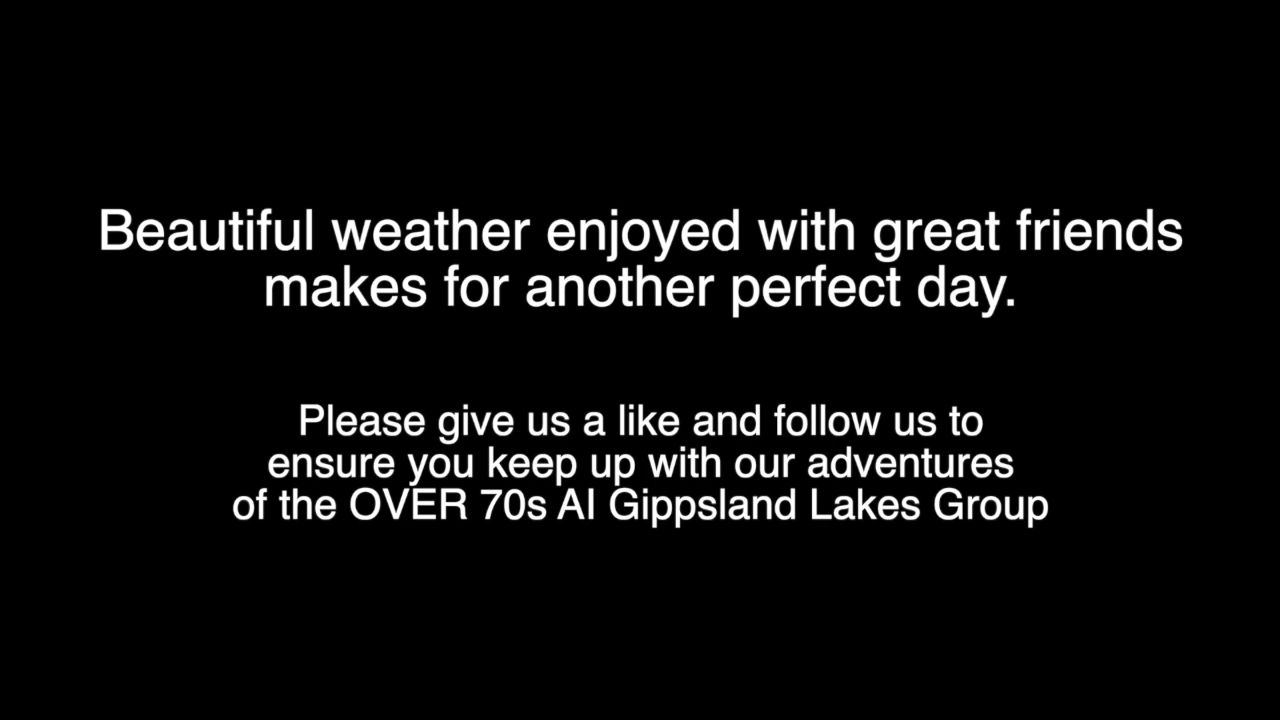 Beautiful weather enjoyed with great friends
makes for another perfect day.
Please give us a like and follow us to
ensure you keep up with our adventures
of the OVER 70s AI Gippsland Lakes Group